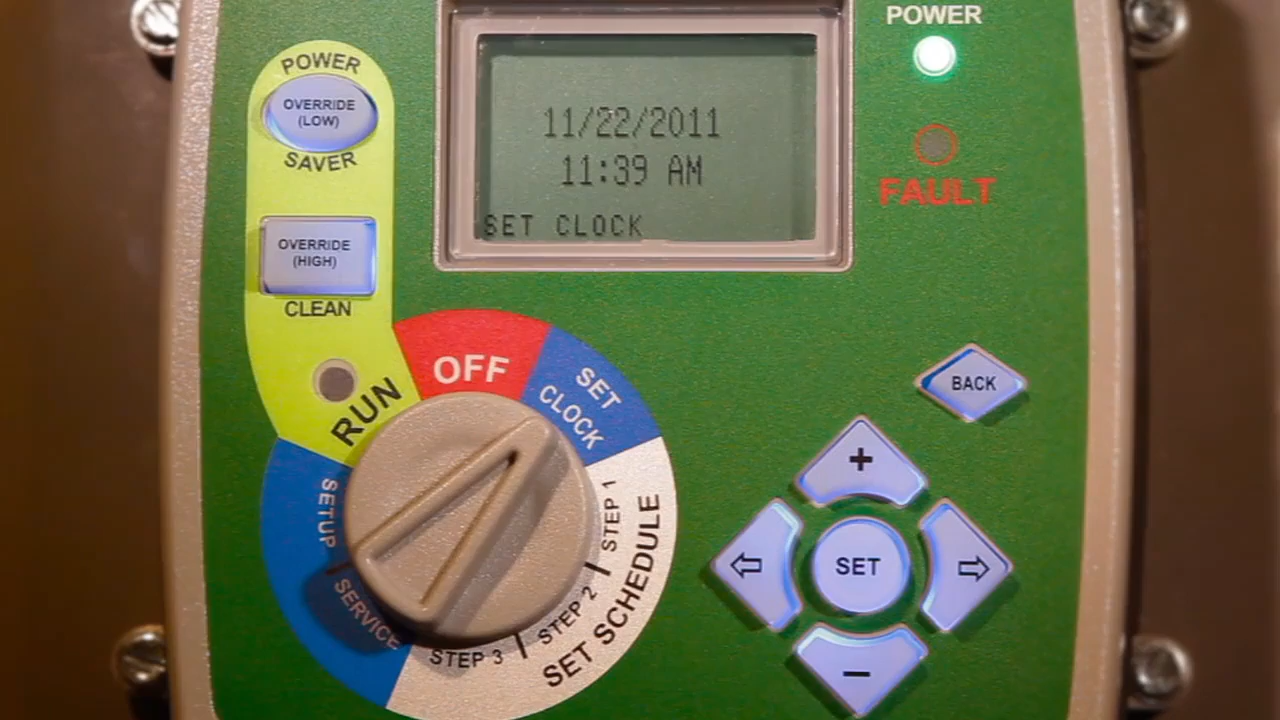 POWER
OVERRIDE
(LOW)
SAVER
OVERRIDE
(HIGH)
CLEAN
11/22/2011
11:39 AM
SET CLOCK
POWER
FAULT
RUN
OFF
SET
CLOCK
SETUP
SERVICE
STEP 1
STEP 2
STEP 3
SET SCHEDULE
BACK
+
SET
−